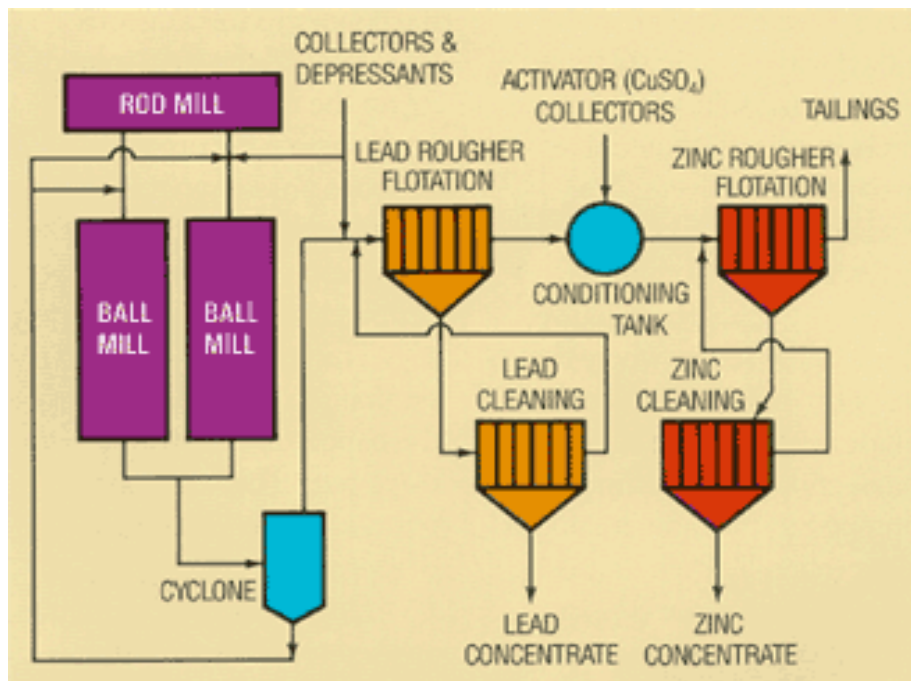 COLLECTORS &
DEPRESSANTS
ACTIVATOR (CuSO₄)
COLLECTORS
TAILINGS
ROD MILL
LEAD ROUGHER
FLOTATION
ZINC ROUGHER
FLOTATION
BALL
MILL
BALL
MILL
CONDITIONING
TANK
LEAD
CLEANING
ZINC
CLEANING
CYCLONE
LEAD
CONCENTRATE
ZINC
CONCENTRATE